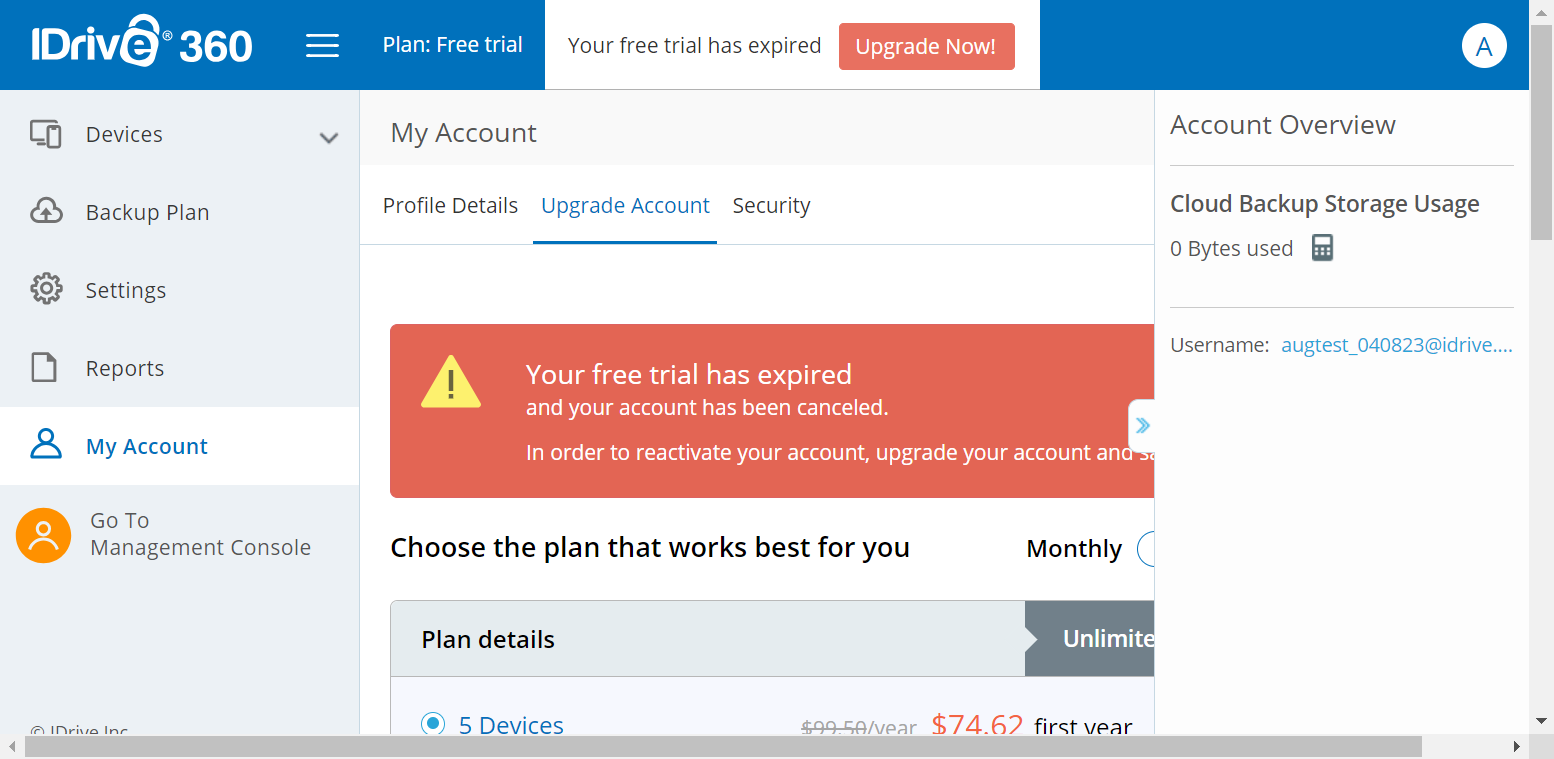 IDrive® 360
Plan: Free trial
Your free trial has expired
Upgrade Now!
A
Devices
Backup Plan
Settings
Reports
My Account
Go To
Management Console
© IDrive Inc.
My Account
Profile Details
Upgrade Account
Security
Your free trial has expired
and your account has been canceled.
In order to reactivate your account, upgrade your account and
Choose the plan that works best for you
Monthly
Plan details
Unlimite
5 Devices
$99.50/year $74.62 first year
Account Overview
Cloud Backup Storage Usage
0 Bytes used
Username: augtest_040823@idrive....